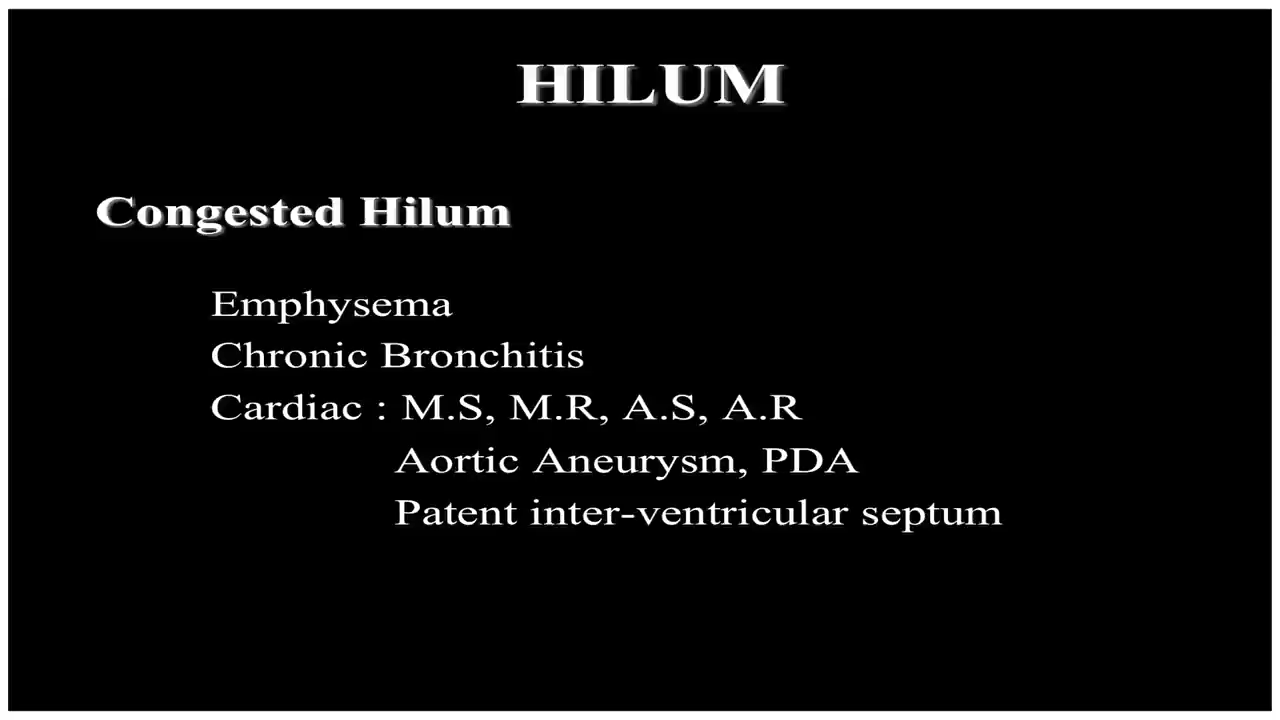 HILUM
Congested Hilum
Emphysema
Chronic Bronchitis
Cardiac : M.S, M.R, A.S, A.R
Aortic Aneurysm, PDA
Patent inter-ventricular septum